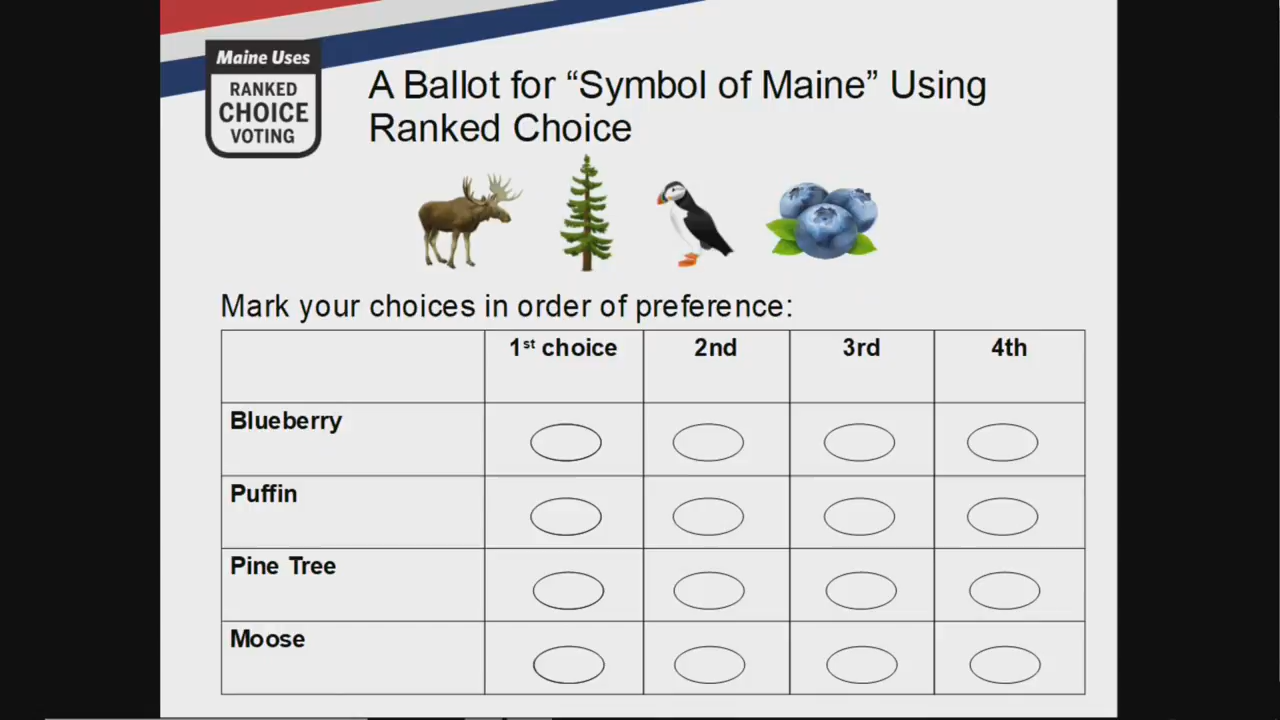 Maine Uses
RANKED
CHOICE
VOTING
A Ballot for “Symbol of Maine” Using
Ranked Choice
Mark your choices in order of preference:
1st choice 2nd 3rd 4th
Blueberry
Puffin
Pine Tree
Moose